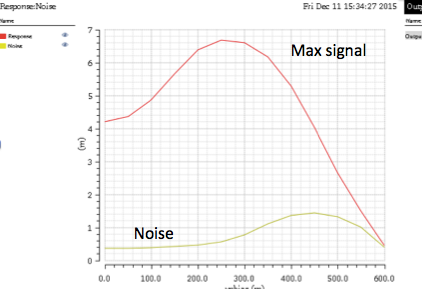 Response:Noise
Fri Dec 11 15:34:27 2015
Name
Name
Response
Noise
Max signal
Noise
(m)
7
6
5
4
3
2
1
0
0.0 100.0 200.0 300.0 400.0 500.0 600.0